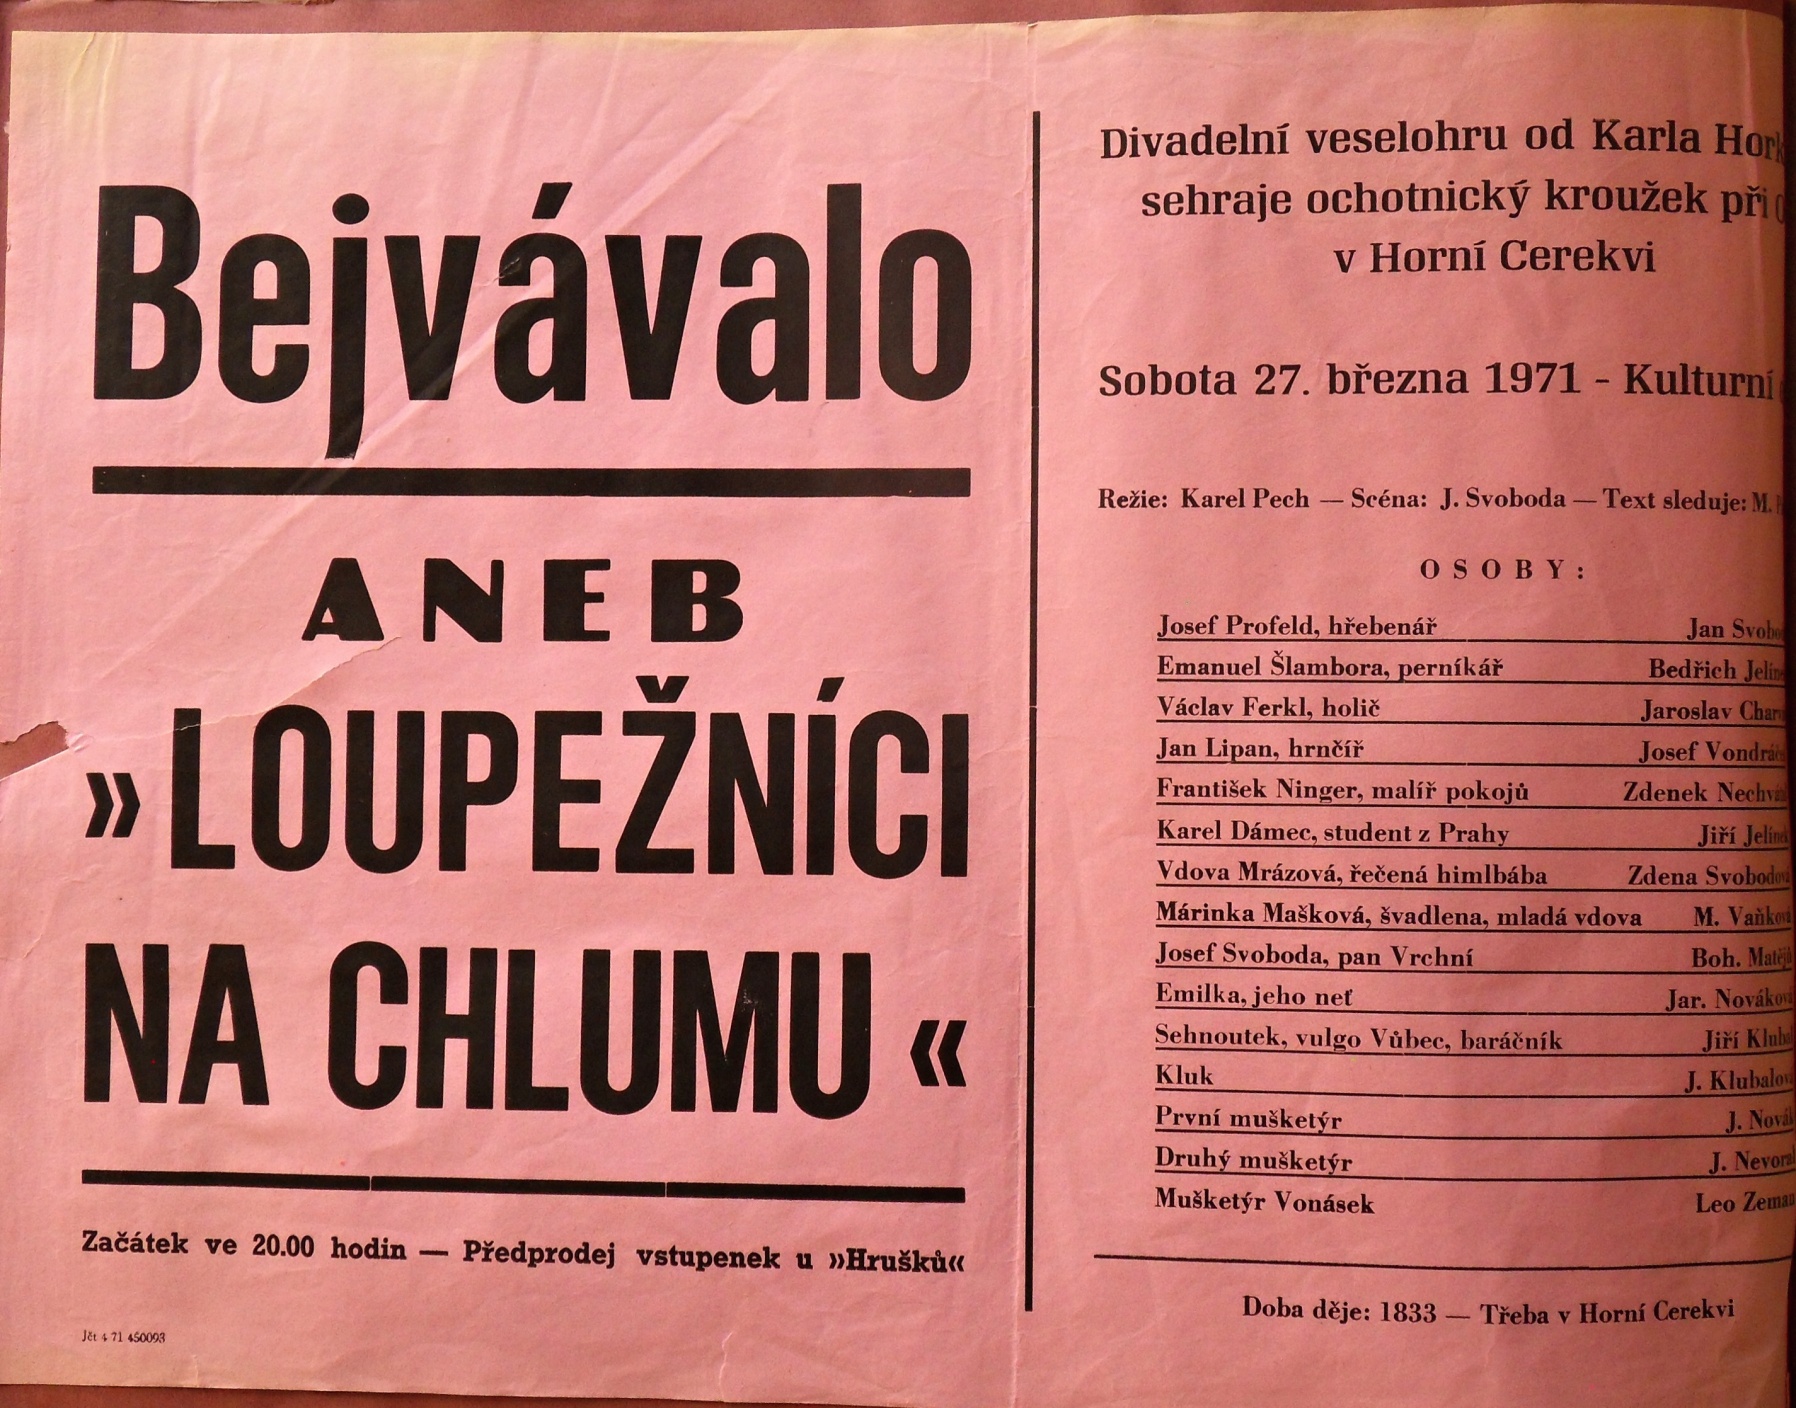 Bejvávalo
ANEB
»LOUPEŽNÍCI
NA CHLUMU«
Začátek ve 20.00 hodin — Předprodej vstupenek u »Hrušků«
Jčt 4 71 450093
Divadelní veselohru od Karla
sehraje ochotnický kroužek při
v Horní Cerekvi
Sobota 27. března 1971 - Kulturní
Režie: Karel Pech — Scéna: J. Svoboda — Text sleduje: M.
OSOBY:
Josef Profeld, hřebenář Jan
Emanuel Šlambora, perníkář Bedřich
Václav Ferkl, holič Jaroslav
Jan Lipan, hrnčíř Josef
František Ninger, malíř pokojů Zdenek
Karel Dámec, student z Prahy Jiří
Vdova Mrázová, řečená himlbába Zdena Svobodová
Márinka Mašková, švadlena, mladá vdova M. Vaňková
Josef Svoboda, pan Vrchní Boh. Matějů
Emilka, jeho neť Jar. Nováková
Sehnoutek, vulgo Vůbec, baráčník Jiří
Kluk J. Klubalová
První mušketýr J. Novák
Druhý mušketýr J. Nevoral
Mušketýr Vonásek Leo Zeman
Doba děje: 1833 — Třeba v Horní Cerekvi